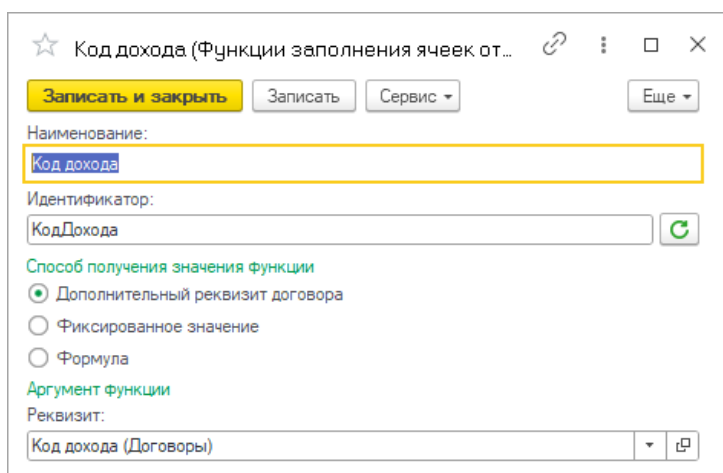 Код дохода (Функции заполнения ячеек от...
Записать и закрыть Записать Сервис Еще
Наименование:
Код дохода
Идентификатор:
КодДохода
Способ получения значения функции
Дополнительный реквизит договора
Фиксированное значение
Формула
Аргумент функции
Реквизит:
Код дохода (Договоры)